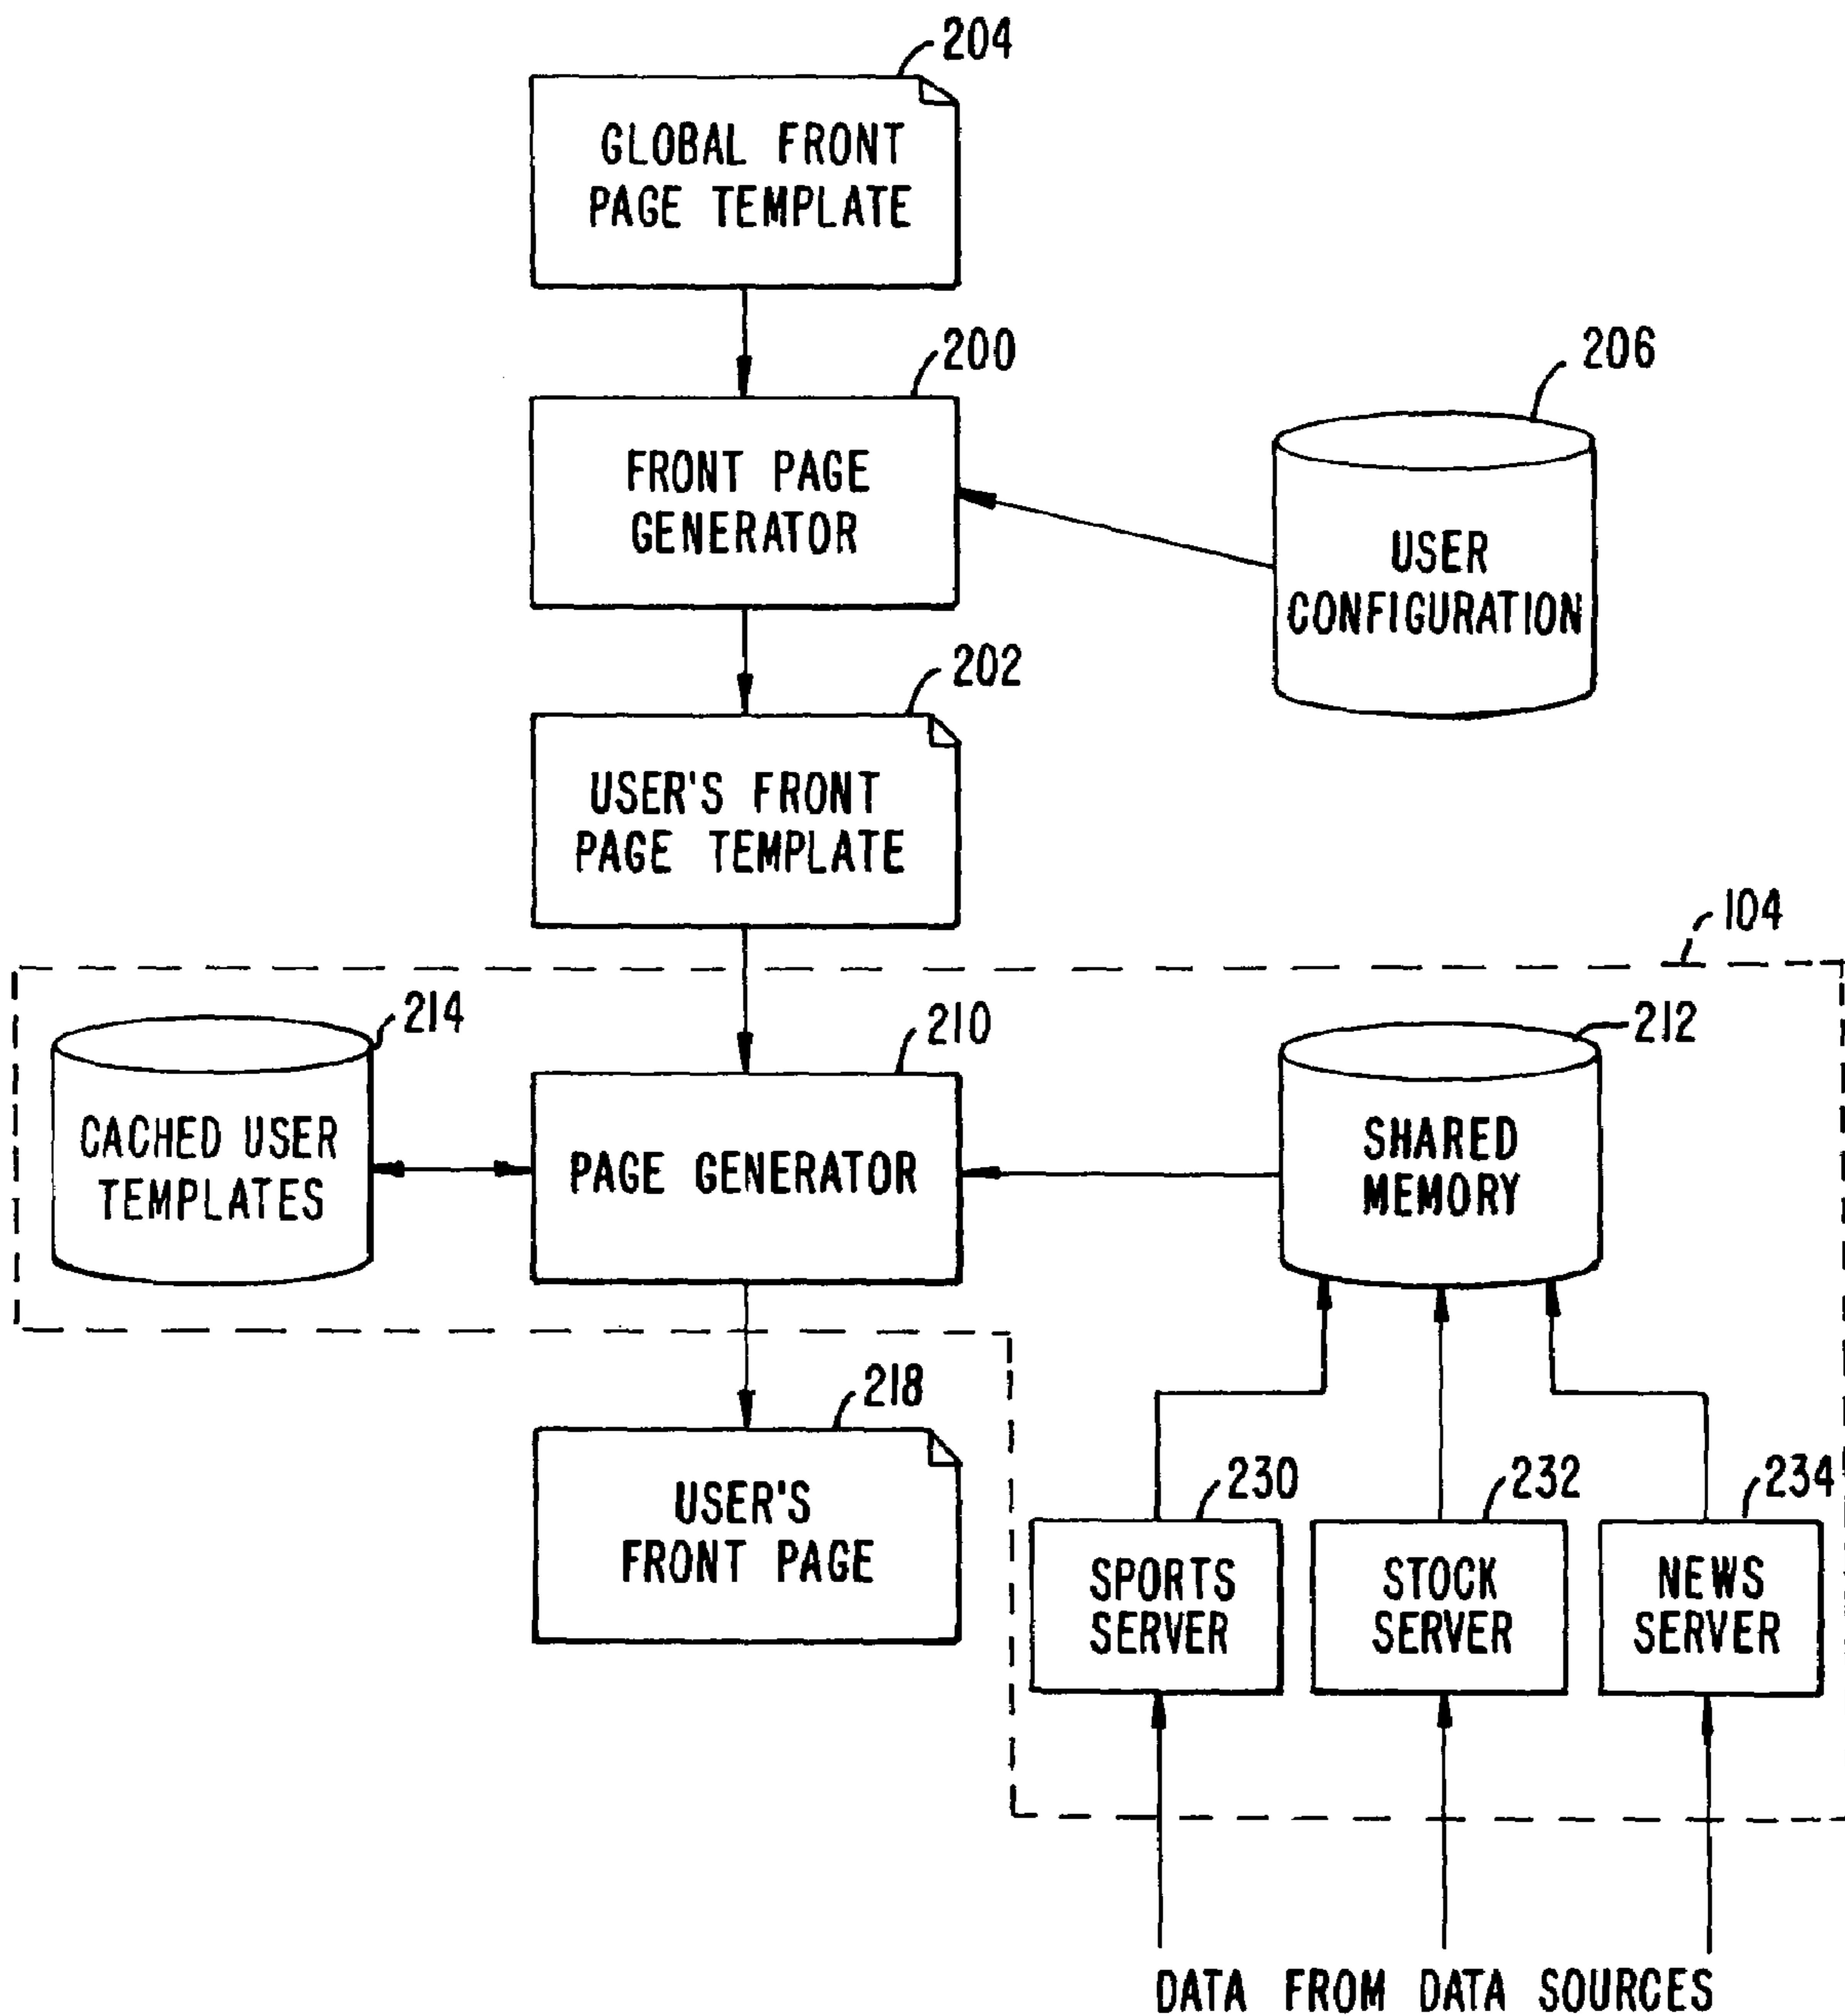 204
GLOBAL FRONT
PAGE TEMPLATE
200
FRONT PAGE
GENERATOR
206
USER
CONFIGURATION
202
USER'S FRONT
PAGE TEMPLATE
104
214
CACHED USER
TEMPLATES
210
PAGE GENERATOR
212
SHARED
MEMORY
218
USER'S
FRONT PAGE
230
SPORTS
SERVER
232
STOCK
SERVER
234
NEWS
SERVER
DATA FROM DATA SOURCES